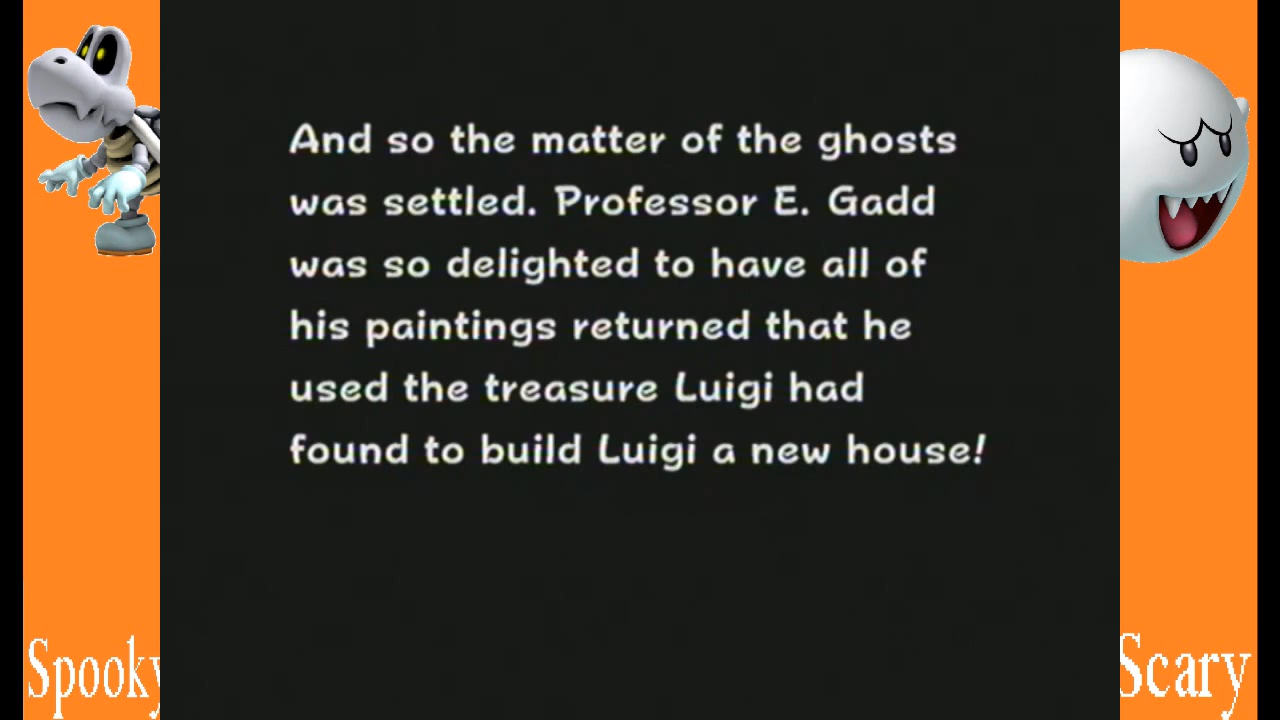 And so the matter of the ghosts
was settled. Professor E. Gadd
was so delighted to have all of
his paintings returned that he
used the treasure Luigi had
found to build Luigi a new house!
Spooky
Scary